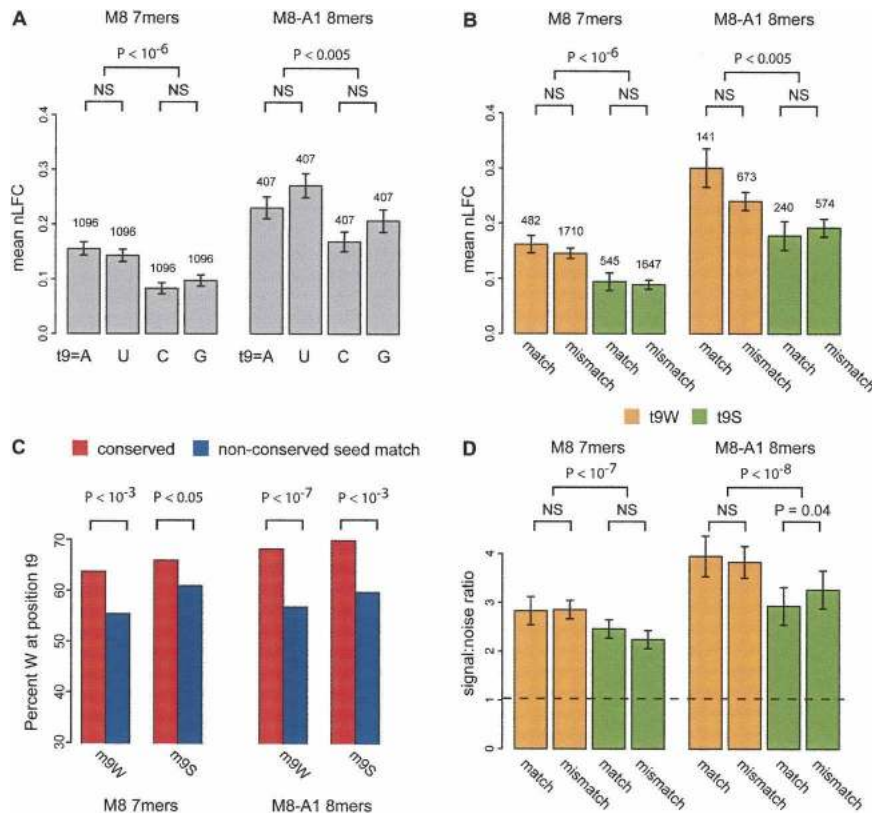 A
M8 7mers
M8-A1 8mers
P < 10-6
P < 0.005
NS
NS
NS
NS
mean nLFC
0.4
0.3
0.2
0.1
0.0
1096
1096
1096
1096
407
407
407
407
t9=A
U
C
G
t9=A
U
C
G
B
M8 7mers
M8-A1 8mers
P < 10-6
P < 0.005
NS
NS
NS
NS
mean nLFC
0.4
0.3
0.2
0.1
0.0
482
1710
545
1647
141
673
240
574
match
mismatch
match
mismatch
match
mismatch
match
mismatch
t9W
t9S
C
conserved
non-conserved seed match
P < 10-3
P < 0.05
P < 10-7
P < 10-3
Percent W at position t9
70
60
50
40
30
m9W
m9S
m9W
m9S
M8 7mers
M8-A1 8mers
D
M8 7mers
M8-A1 8mers
P < 10-7
P < 10-8
NS
NS
NS
P = 0.04
signal:noise ratio
4
3
2
1
0
match
mismatch
match
mismatch
match
mismatch
match
mismatch